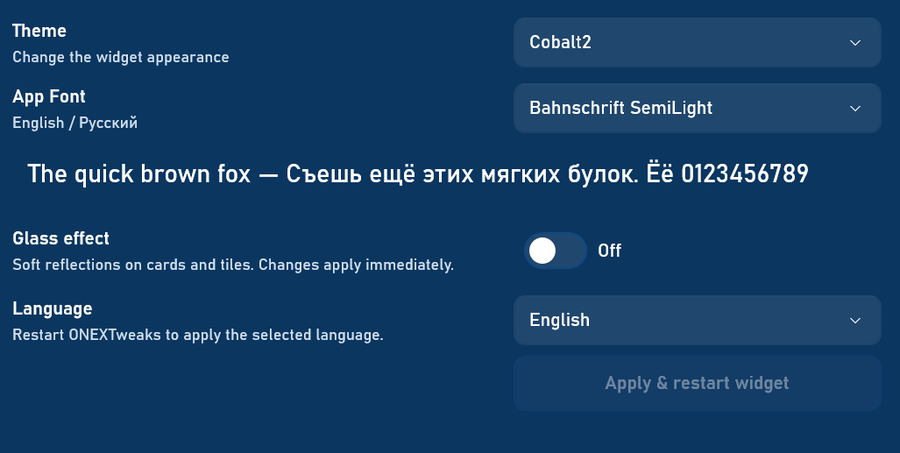 Theme
Change the widget appearance
Cobalt2
App Font
English / Русский
Bahnschrift SemiLight
The quick brown fox — Съешь ещё этих мягких булок. Ёё 0123456789
Glass effect
Soft reflections on cards and tiles. Changes apply immediately.
Off
Language
Restart ONEXTweaks to apply the selected language.
English
Apply & restart widget